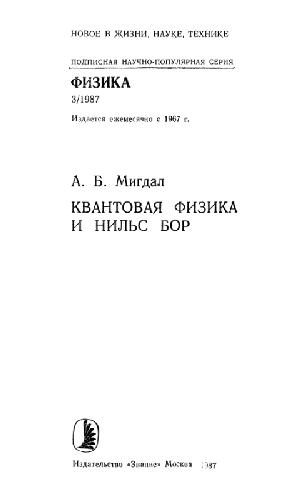 НОВОЕ В ЖИЗНИ, НАУКЕ, ТЕХНИКЕ
ПОДПИСНАЯ НАУЧНО-ПОПУЛЯРНАЯ СЕРИЯ
ФИЗИКА
3/1987
Издается ежемесячно с 1967 г.
А. Б. Мигдал
КВАНТОВАЯ ФИЗИКА
И НИЛЬС БОР
Издательство «Знание» Москва 1987